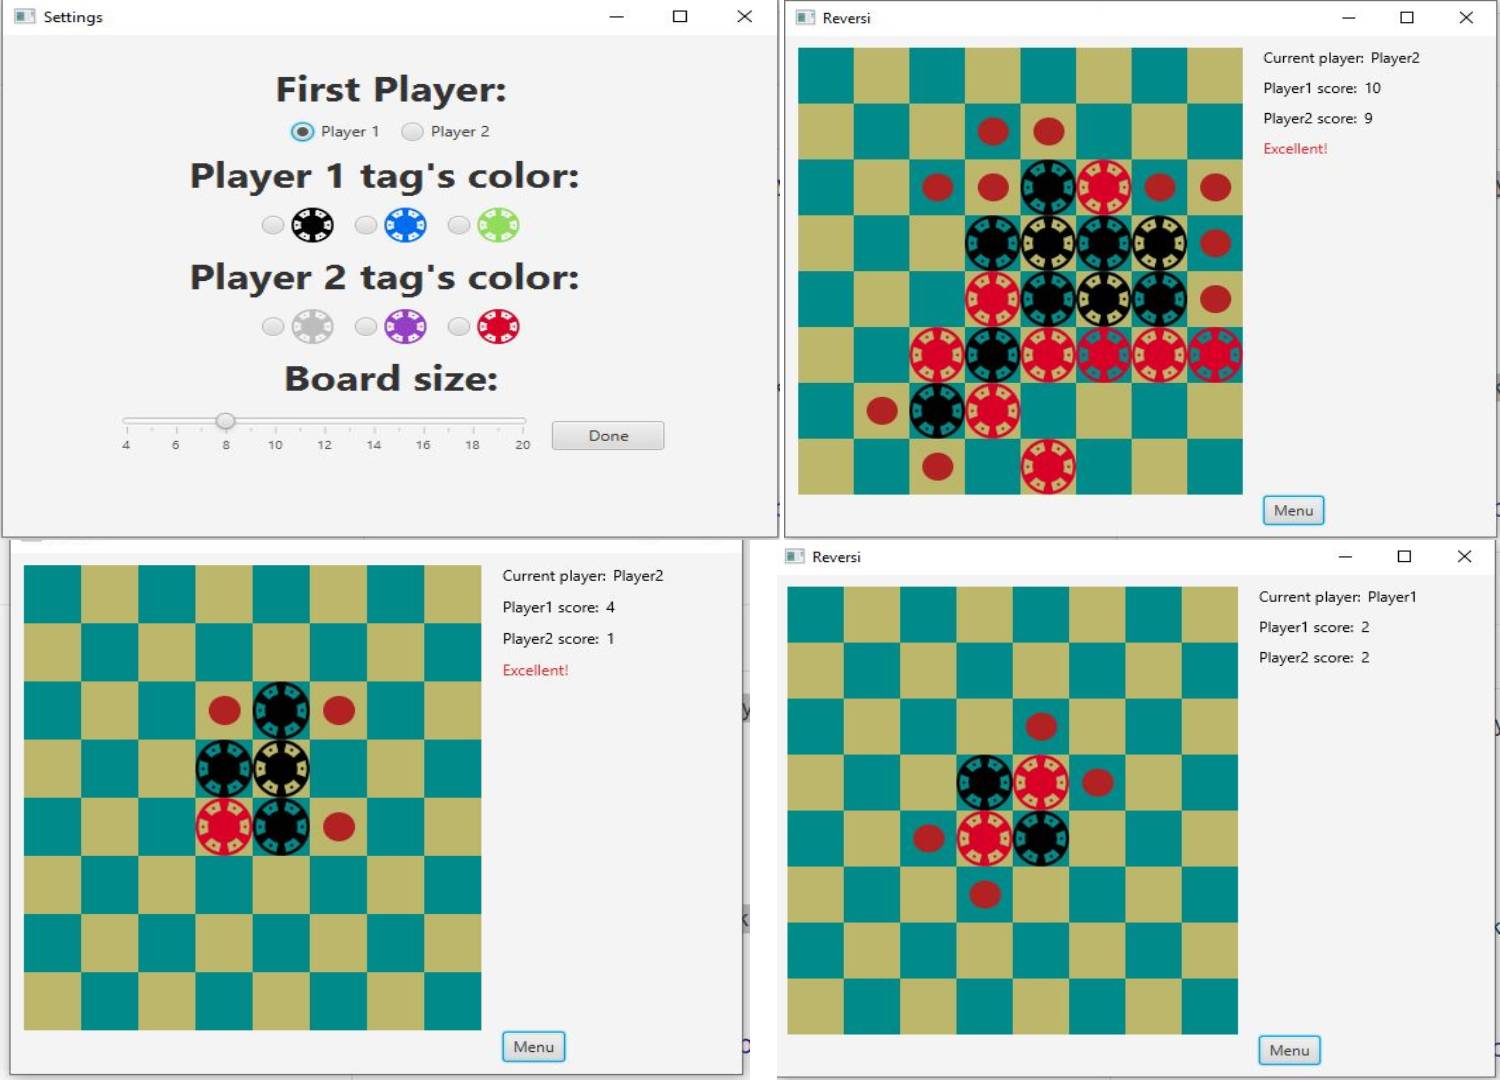 Settings
First Player:
Player 1 Player 2
Player 1 tag's color:
Player 2 tag's color:
Board size:
4 6 8 10 12 14 16 18 20
Done
Reversi
Current player: Player2
Player1 score: 10
Player2 score: 9
Excellent!
Menu
Current player: Player2
Player1 score: 4
Player2 score: 1
Excellent!
Menu
Reversi
Current player: Player1
Player1 score: 2
Player2 score: 2
Menu